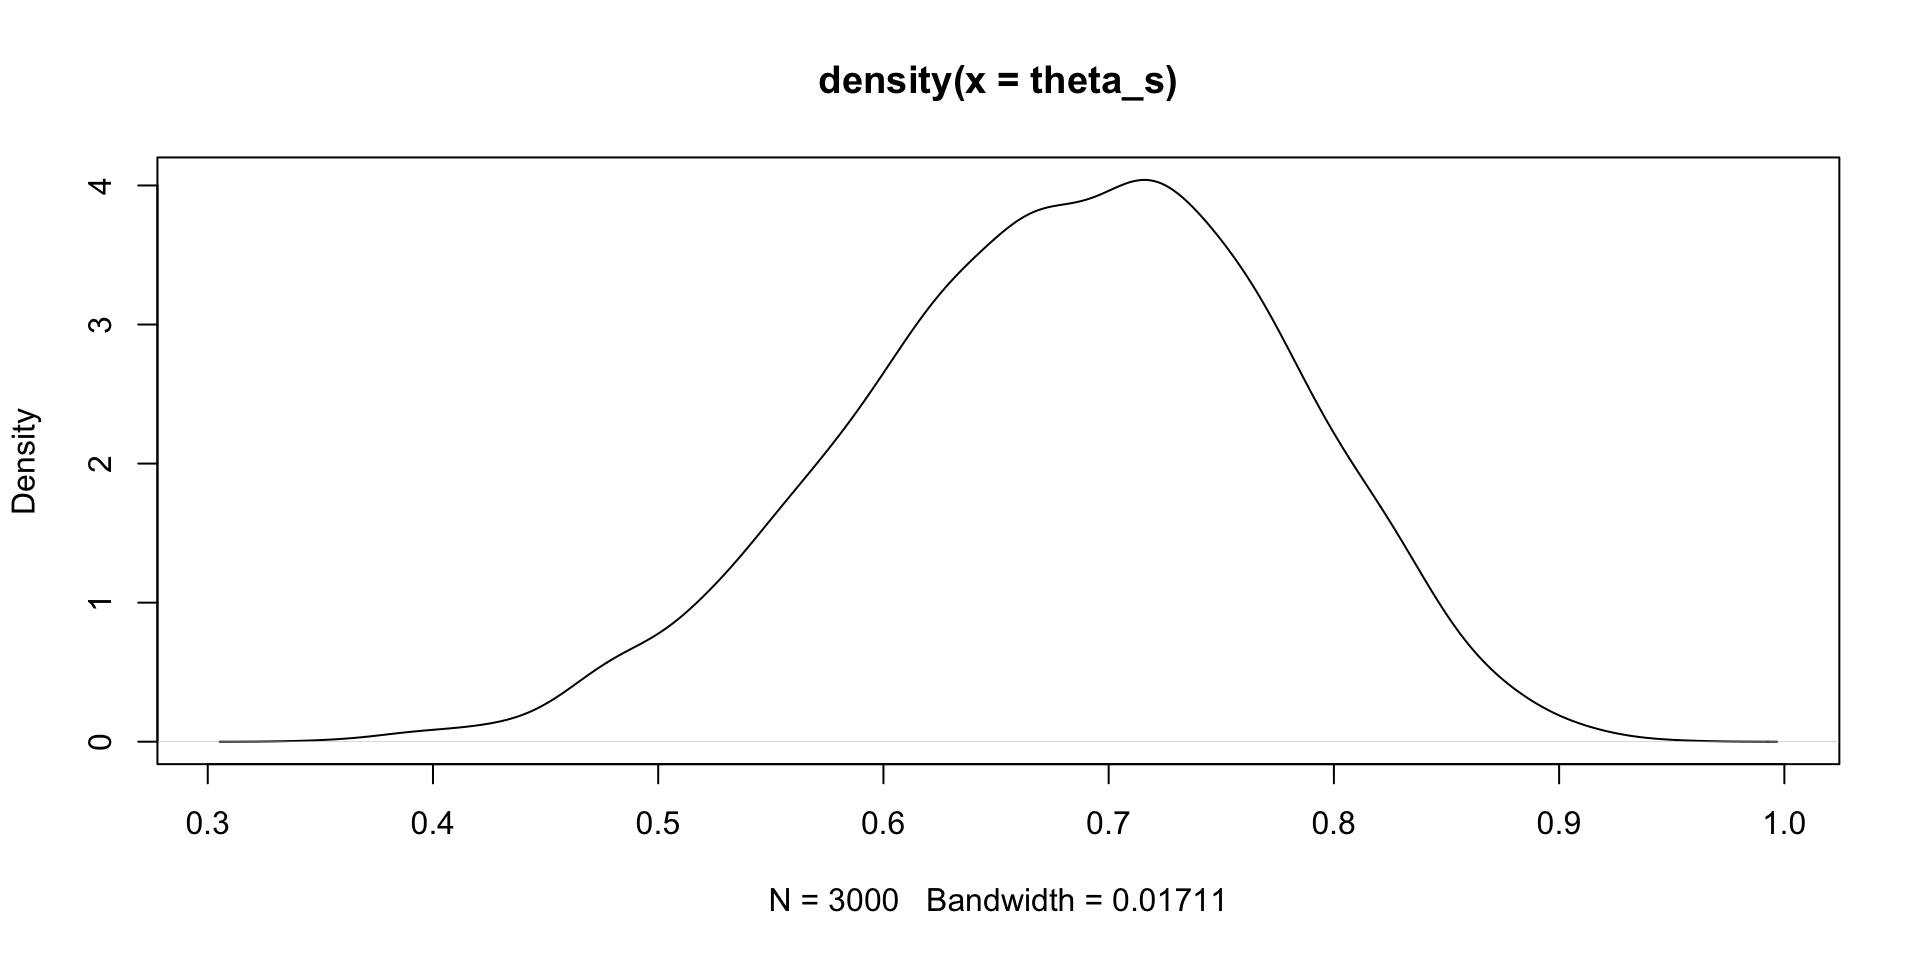 density(x = theta_s)
Density
4
3
2
1
0
0.3 0.4 0.5 0.6 0.7 0.8 0.9 1.0
N = 3000 Bandwidth = 0.01711